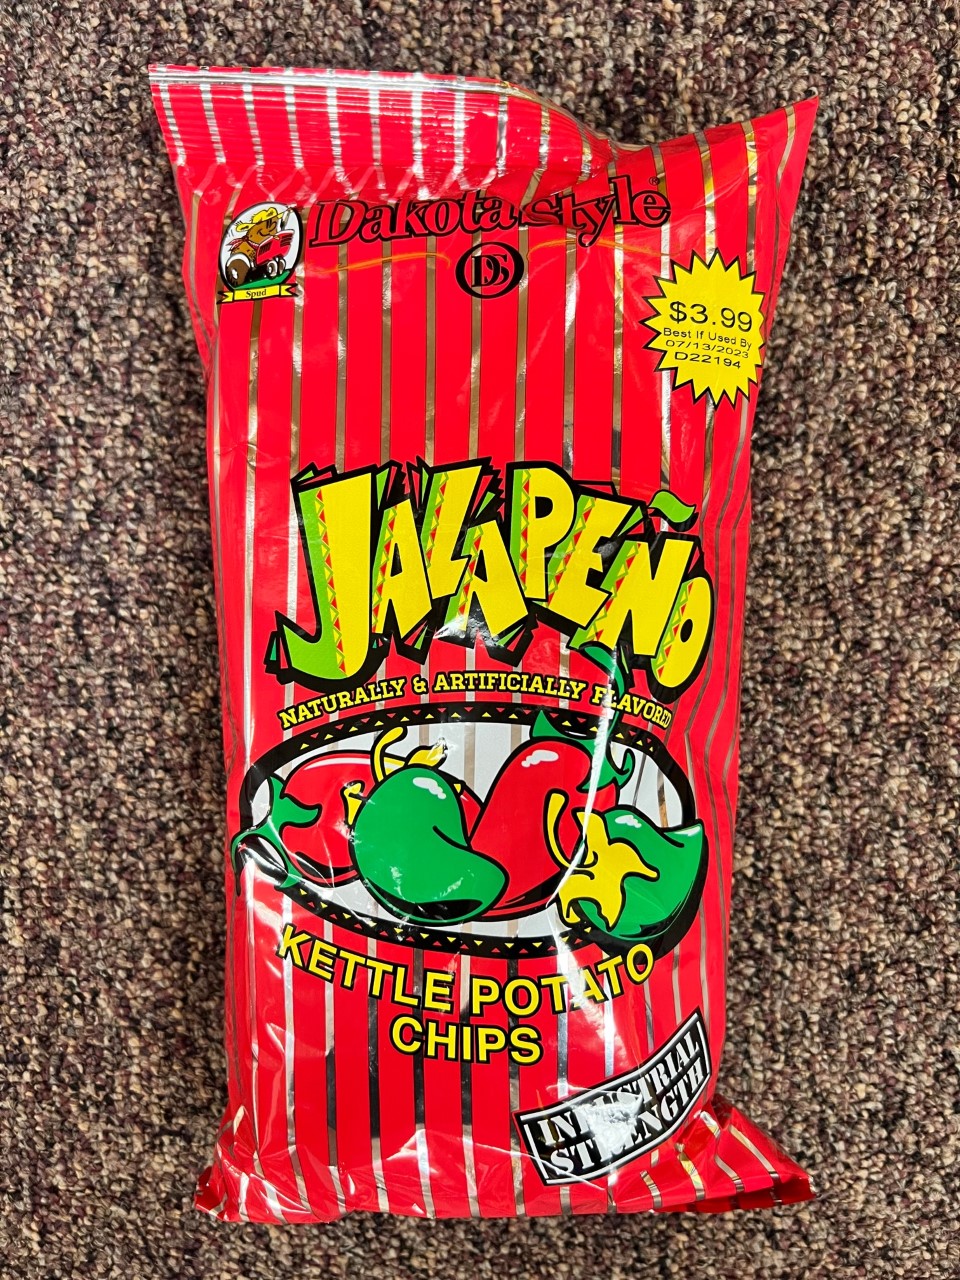 Dakota Style®
DS
Spud
$3.99
Best If Used By
07/13/2023
D22194
JALAPEÑO
NATURALLY & ARTIFICIALLY FLAVORED
KETTLE POTATO
CHIPS
INDUSTRIAL
STRENGTH